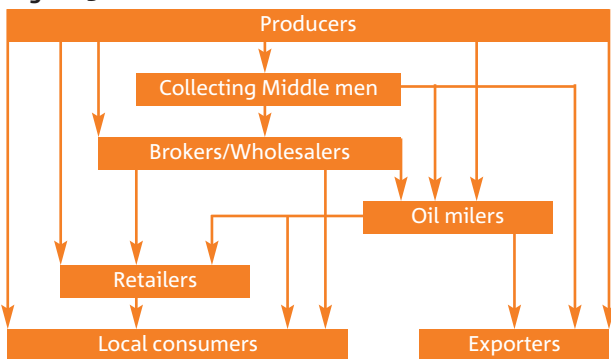 Producers
Collecting Middle men
Brokers/Wholesalers
Oil milers
Retailers
Local consumers
Exporters